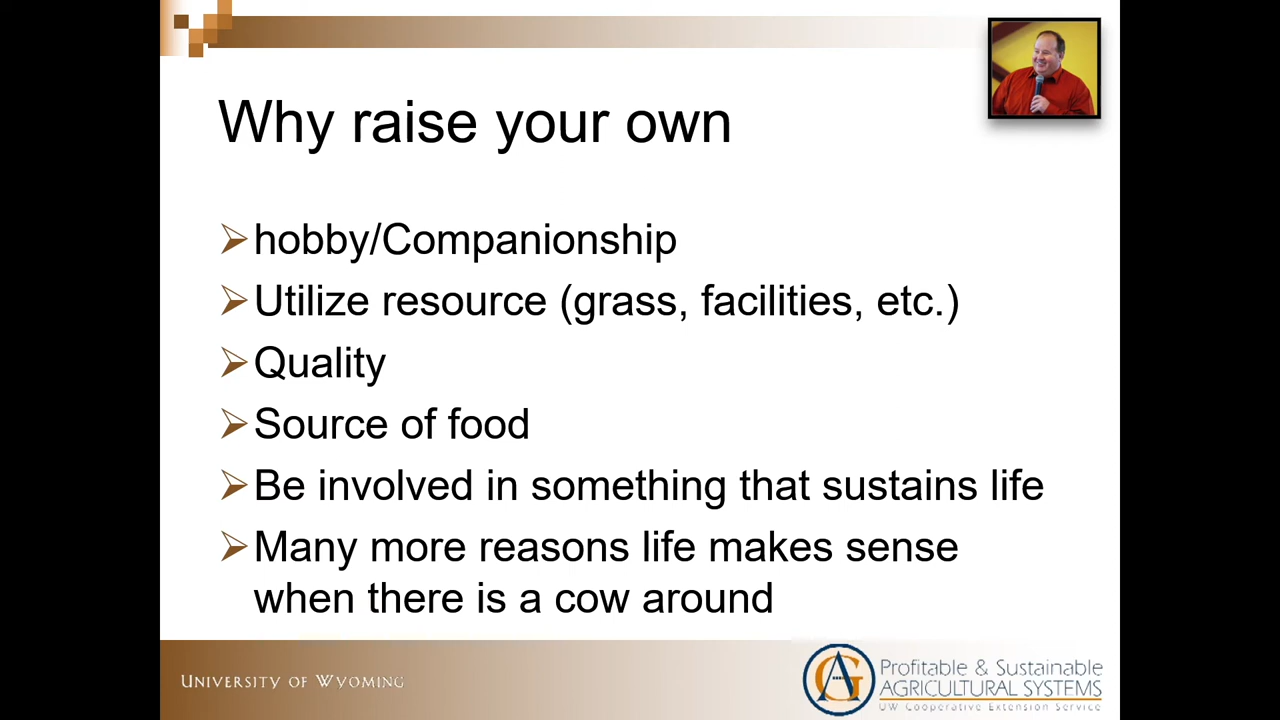 Why raise your own
hobby/Companionship
Utilize resource (grass, facilities, etc.)
Quality
Source of food
Be involved in something that sustains life
Many more reasons life makes sense
when there is a cow around
UNIVERSITY OF WYOMING
AG
Profitable & Sustainable
AGRICULTURAL SYSTEMS
UW Cooperative Extension Service